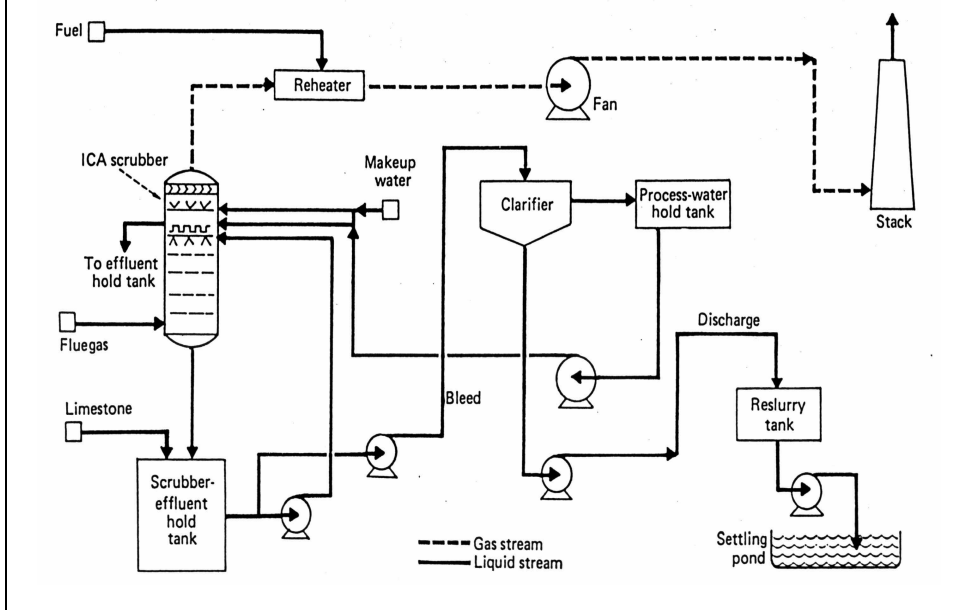 Fuel
Reheater
Fan
Stack
ICA scrubber
Makeup
water
Clarifier
Process-water
hold tank
To effluent
hold tank
Fluegas
Discharge
Limestone
Bleed
Reslurry
tank
Scrubber-
effluent
hold
tank
Settling
pond
Gas stream
Liquid stream